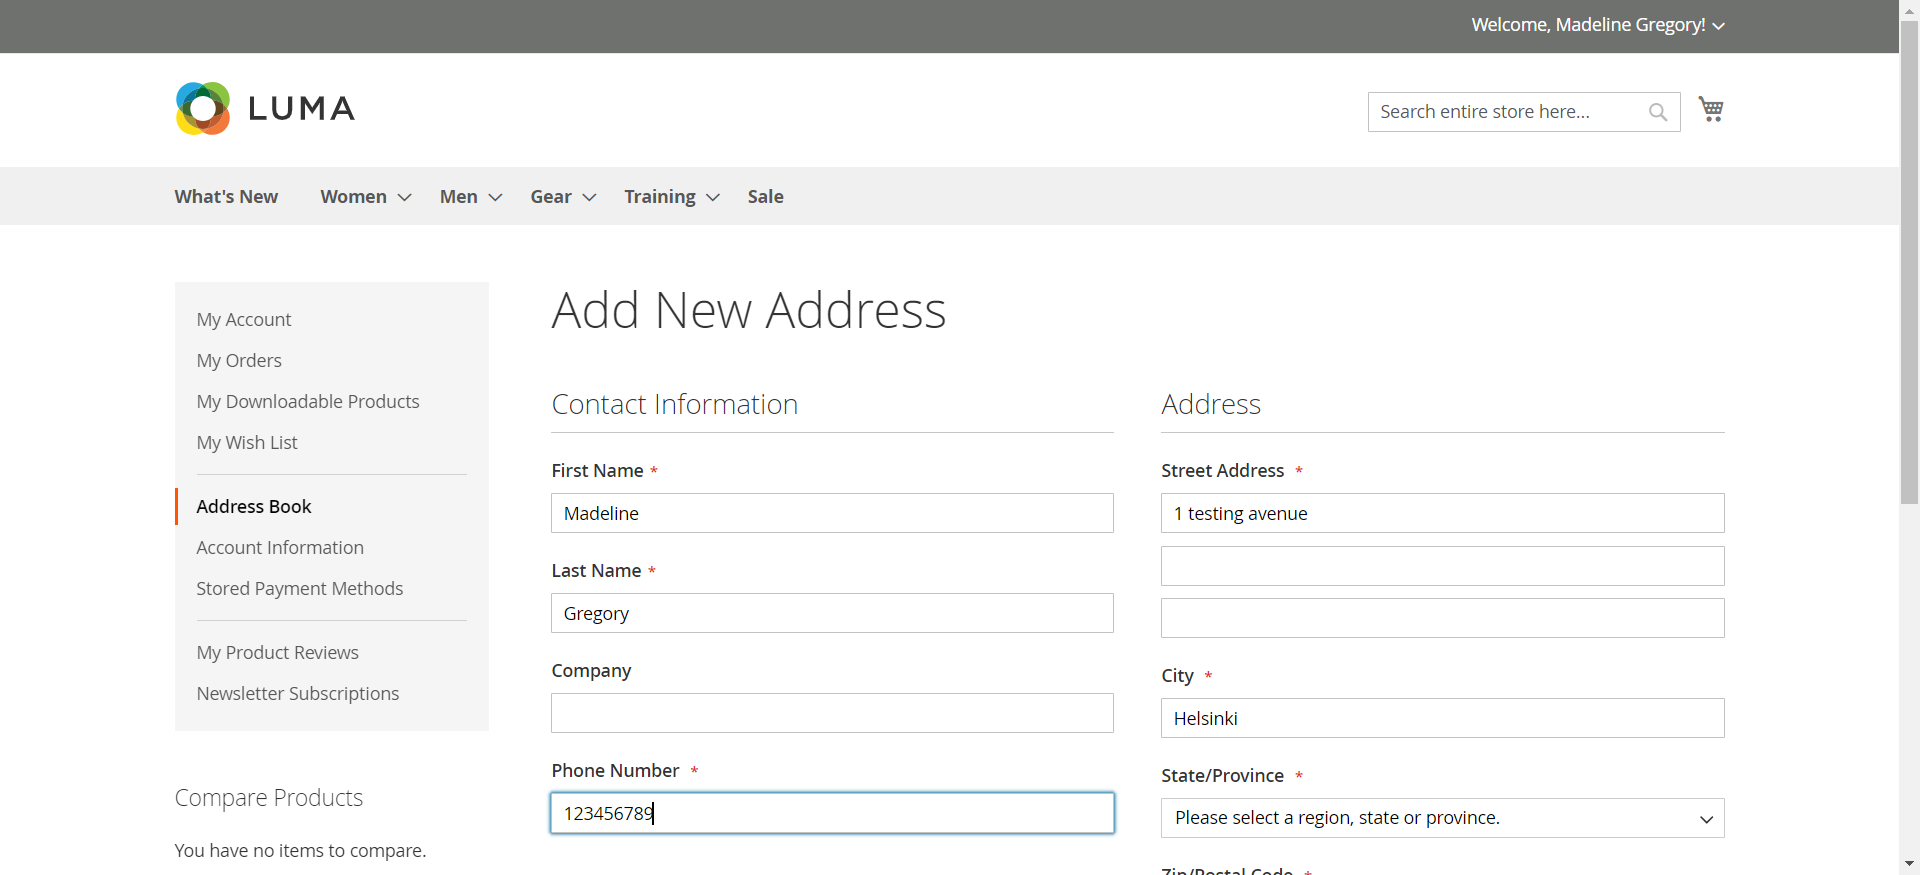 Welcome, Madeline Gregory!
LUMA
Search entire store here...
What's New Women Men Gear Training Sale
My Account
My Orders
My Downloadable Products
My Wish List
Address Book
Account Information
Stored Payment Methods
My Product Reviews
Newsletter Subscriptions
Compare Products
You have no items to compare.
Add New Address
Contact Information
First Name *
Madeline
Last Name *
Gregory
Company
Phone Number *
123456789
Address
Street Address *
1 testing avenue
City *
Helsinki
State/Province *
Please select a region, state or province.
Zip/Postal Code *